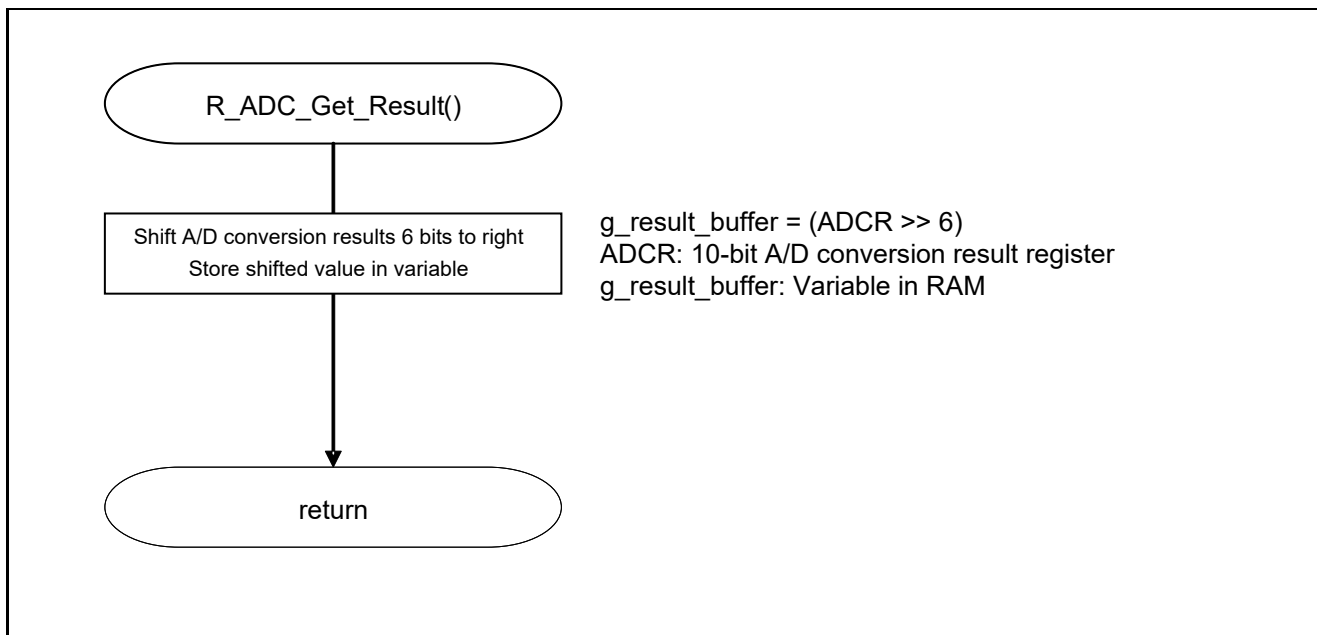 R_ADC_Get_Result()
Shift A/D conversion results 6 bits to right
Store shifted value in variable
g_result_buffer = (ADCR >> 6)
ADCR: 10-bit A/D conversion result register
g_result_buffer: Variable in RAM
return